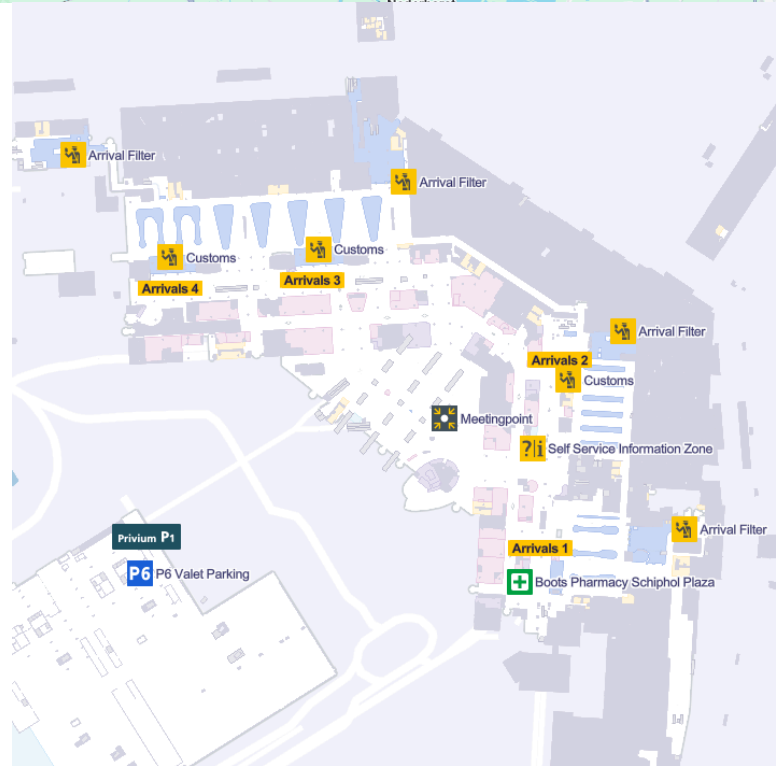 Arrival Filter
Arrival Filter
Customs
Customs
Arrivals 4
Arrivals 3
Arrival Filter
Arrivals 2
Customs
Meetingpoint
?|i Self Service Information Zone
Arrival Filter
Privium P1
Arrivals 1
P6 P6 Valet Parking
Boots Pharmacy Schiphol Plaza